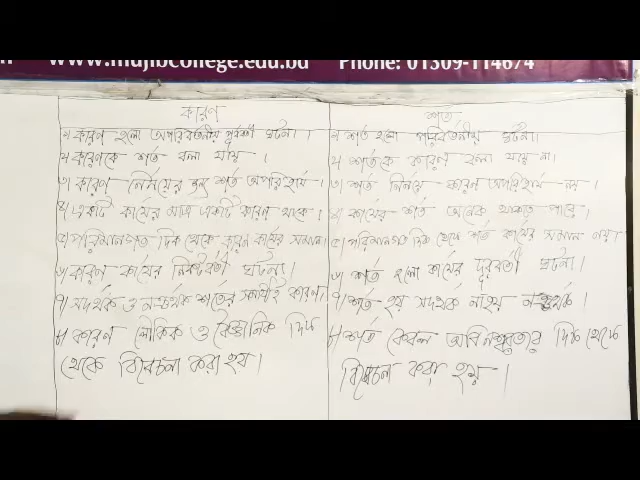 www.mujibcollege.edu.bd Phone: 01309-114674
কারণ
১। কারণ হলো অপরিবর্তনীয় পূর্ববর্তী ঘটনা।
২। কারণকে শর্ত বলা যায়।
৩। কারণ নির্ণয়ের জন্য শর্ত অপরিহার্য।
৪। একটি কার্যের মাত্র একটি কারণ থাকে।
৫। পরিমাণগত দিক থেকে কারণ কার্যের সমান।
৬। কারণ কার্যের নিকটবর্তী ঘটনা।
৭। সদর্থক ও নঞর্থক শর্তের সমষ্টিই কারণ।
৮। কারণ লৌকিক ও বৈজ্ঞানিক দিক
থেকে বিবেচনা করা হয়।
শর্ত
১। শর্ত হলো পরিবর্তনীয় ঘটনা।
২। শর্তকে কারণ বলা যায় না।
৩। শর্ত নির্ণয়ে কারণ অপরিহার্য নয়।
৪। কার্যের শর্ত অনেক থাকতে পারে।
৫। পরিমাণগত দিক থেকে শর্ত কার্যের সমান নয়।
৬। শর্ত হলো কার্যের দূরবর্তী ঘটনা।
৭। শর্ত হয় সদর্থক না হয় নঞর্থক।
৮। শর্ত কেবল অবিনশ্বরতার দিক থেকে
বিবেচনা করা হয়।